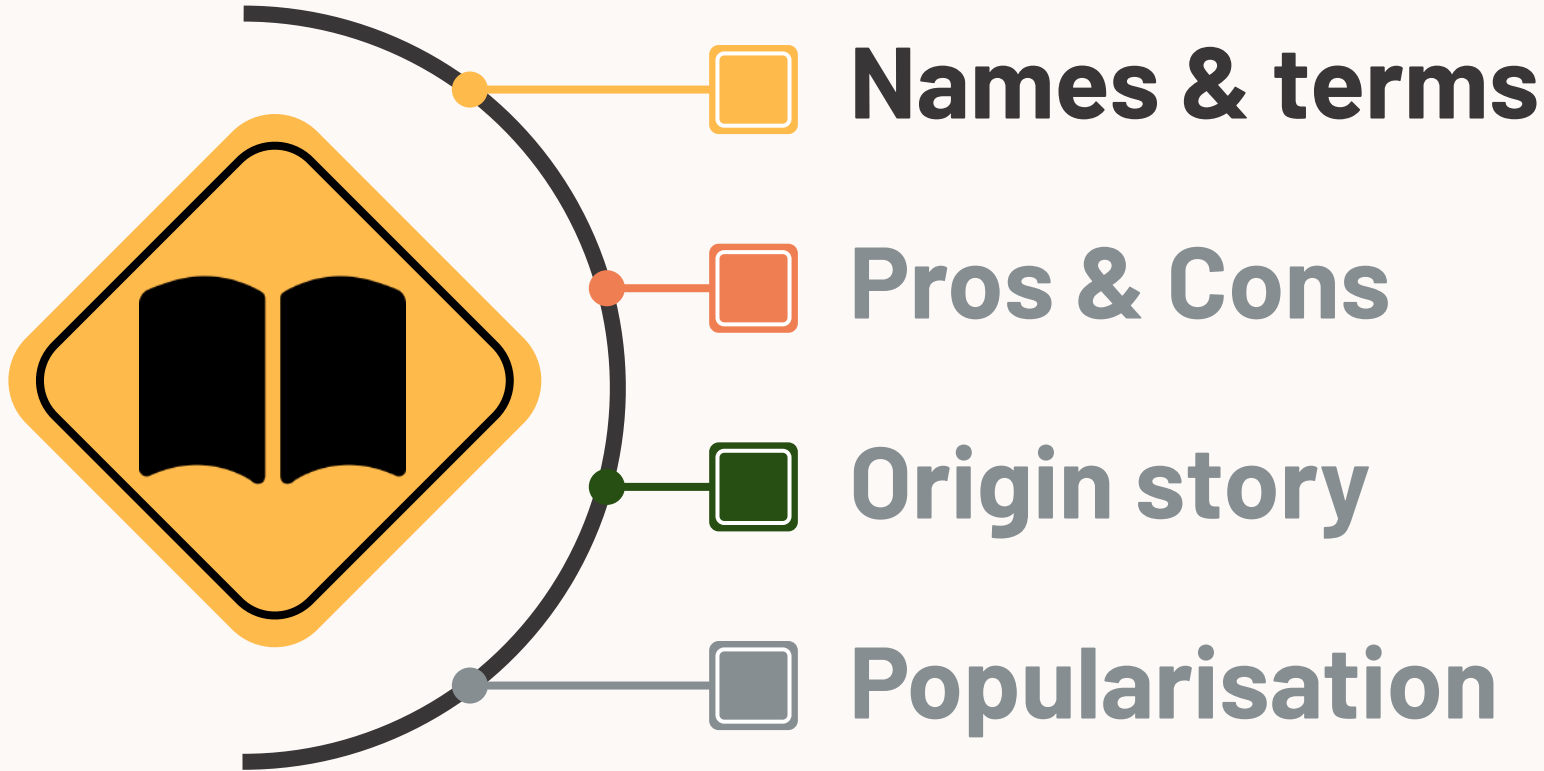 Names & terms
Pros & Cons
Origin story
Popularisation